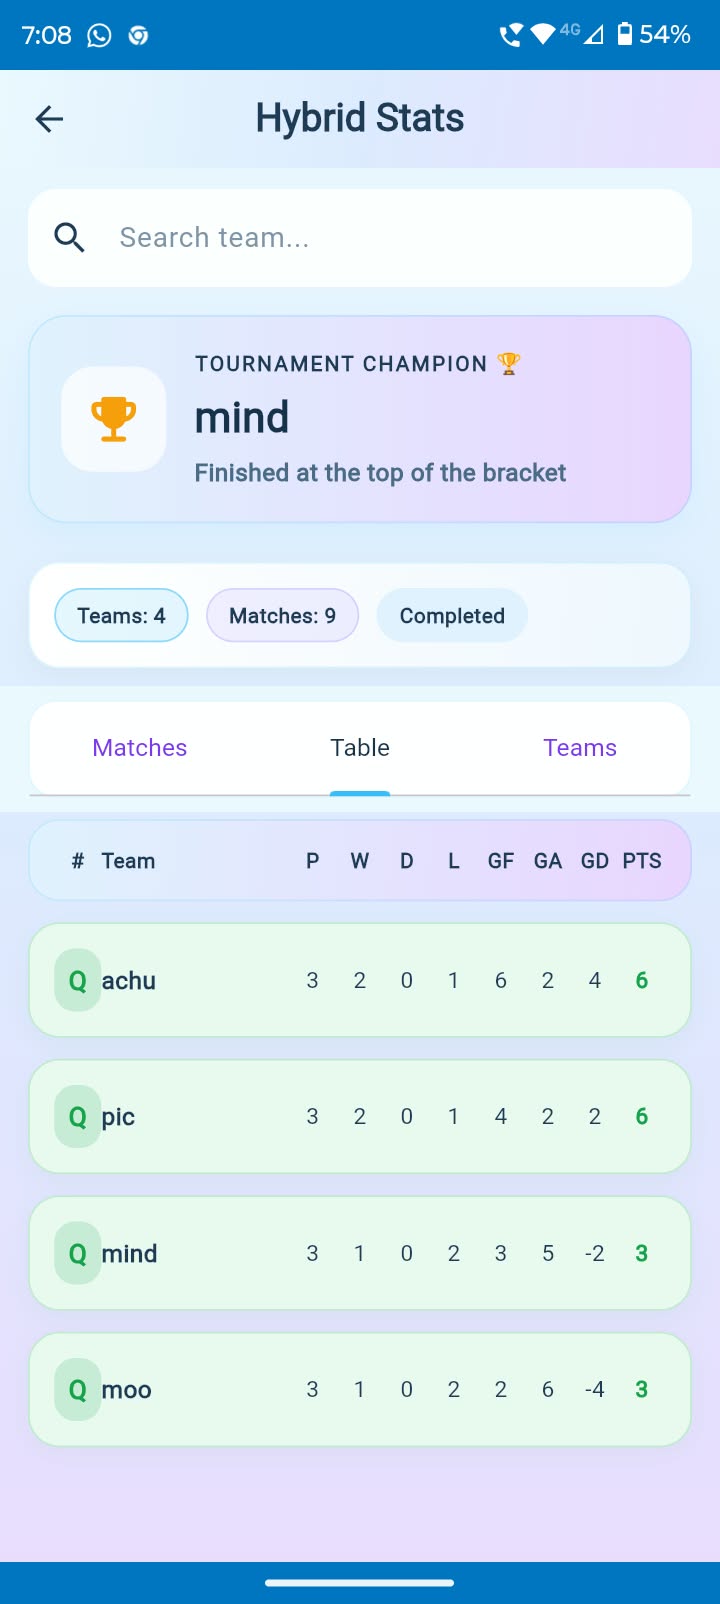 7:08 4G 54%
Hybrid Stats
Search team...
TOURNAMENT CHAMPION 🏆
mind
Finished at the top of the bracket
Teams: 4 Matches: 9 Completed
Matches Table Teams
# Team P W D L GF GA GD PTS
Q achu 3 2 0 1 6 2 4 6
Q pic 3 2 0 1 4 2 2 6
Q mind 3 1 0 2 3 5 -2 3
Q moo 3 1 0 2 2 6 -4 3